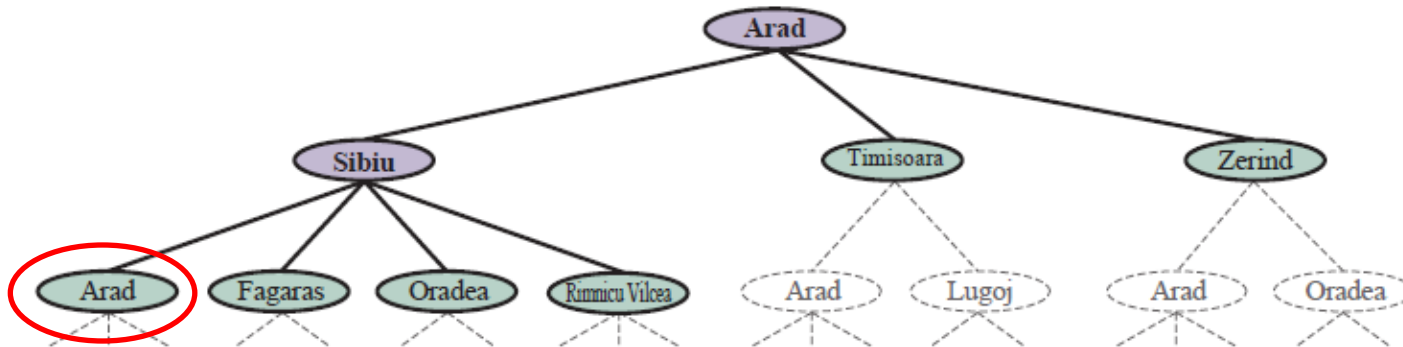 Arad
Sibiu
Timisoara
Zerind
Arad
Fagaras
Oradea
Rimnicu Vilcea
Arad
Lugoj
Arad
Oradea